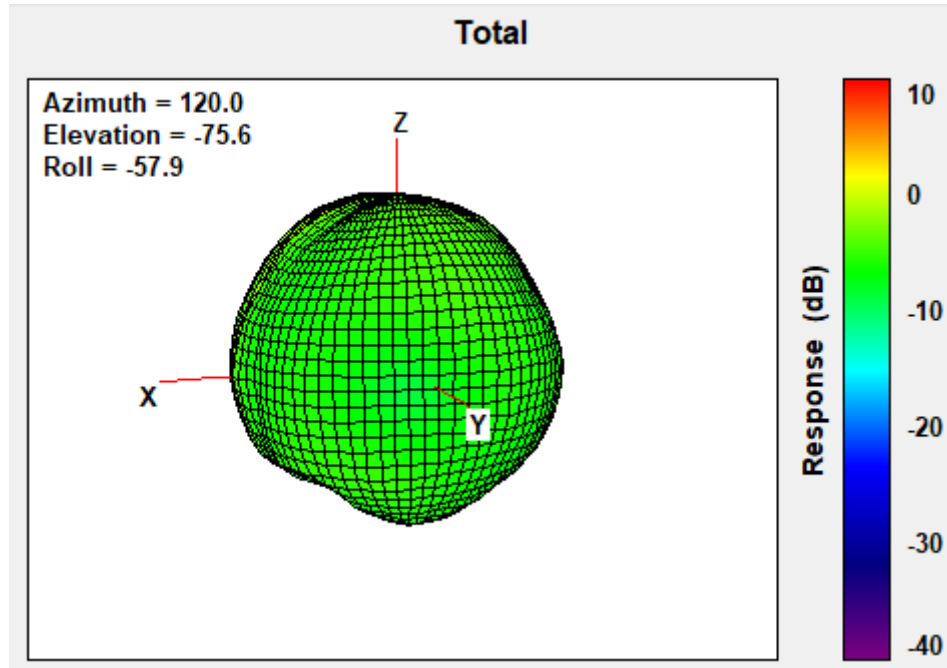 Total
Azimuth = 120.0
Elevation = -75.6
Roll = -57.9
Z
X
Y
Response (dB)
10
0
-10
-20
-30
-40